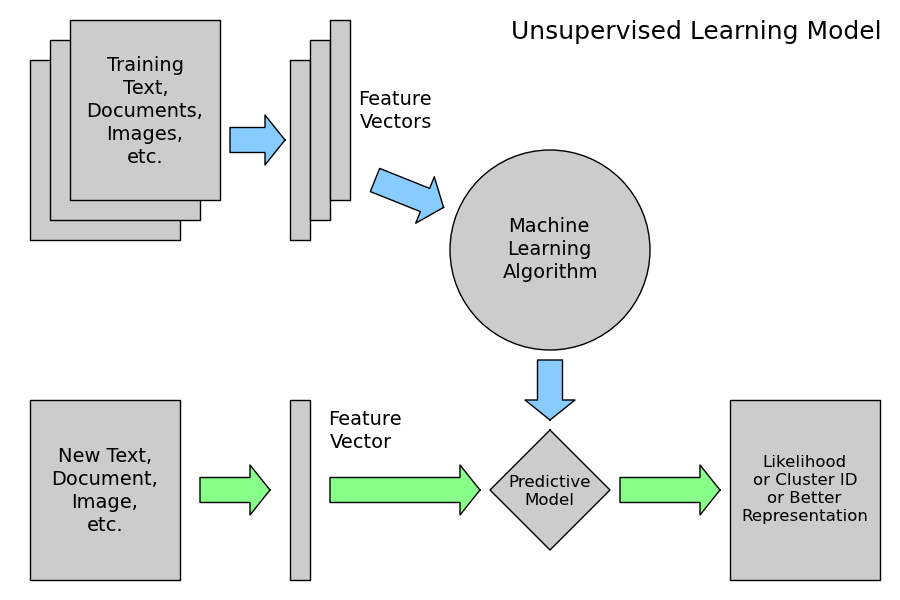 Unsupervised Learning Model
Training
Text,
Documents,
Images,
etc.
Feature
Vectors
Machine
Learning
Algorithm
New Text,
Document,
Image,
etc.
Feature
Vector
Predictive
Model
Likelihood
or Cluster ID
or Better
Representation